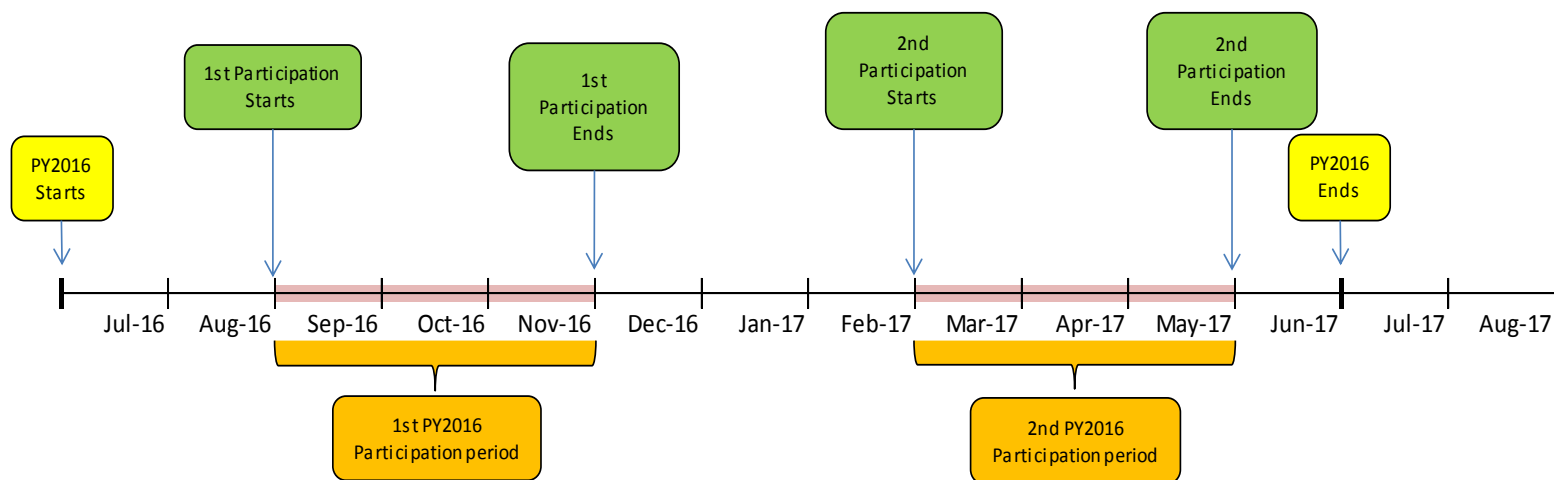 PY2016
Starts
1st Participation
Starts
1st
Participation
Ends
2nd
Participation
Starts
2nd
Participation
Ends
PY2016
Ends
Jul-16
Aug-16
Sep-16
Oct-16
Nov-16
Dec-16
Jan-17
Feb-17
Mar-17
Apr-17
May-17
Jun-17
Jul-17
Aug-17
1st PY2016
Participation period
2nd PY2016
Participation period